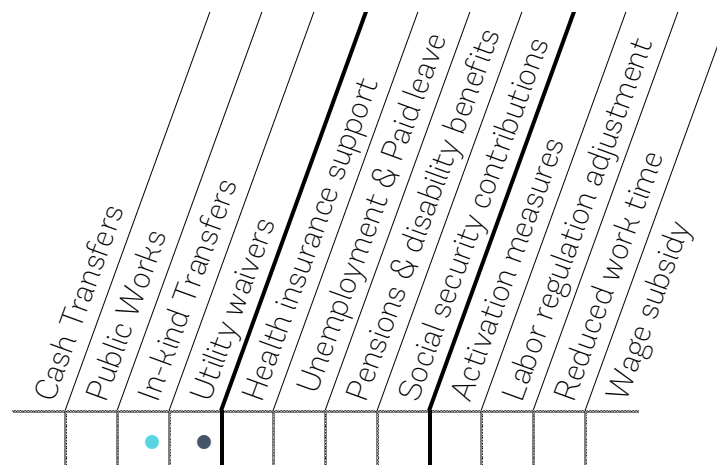 Cash Transfers
Public Works
In-kind Transfers
Utility waivers
Health insurance support
Unemployment & Paid leave
Pensions & disability benefits
Social security contributions
Activation measures
Labor regulation adjustment
Reduced work time
Wage subsidy